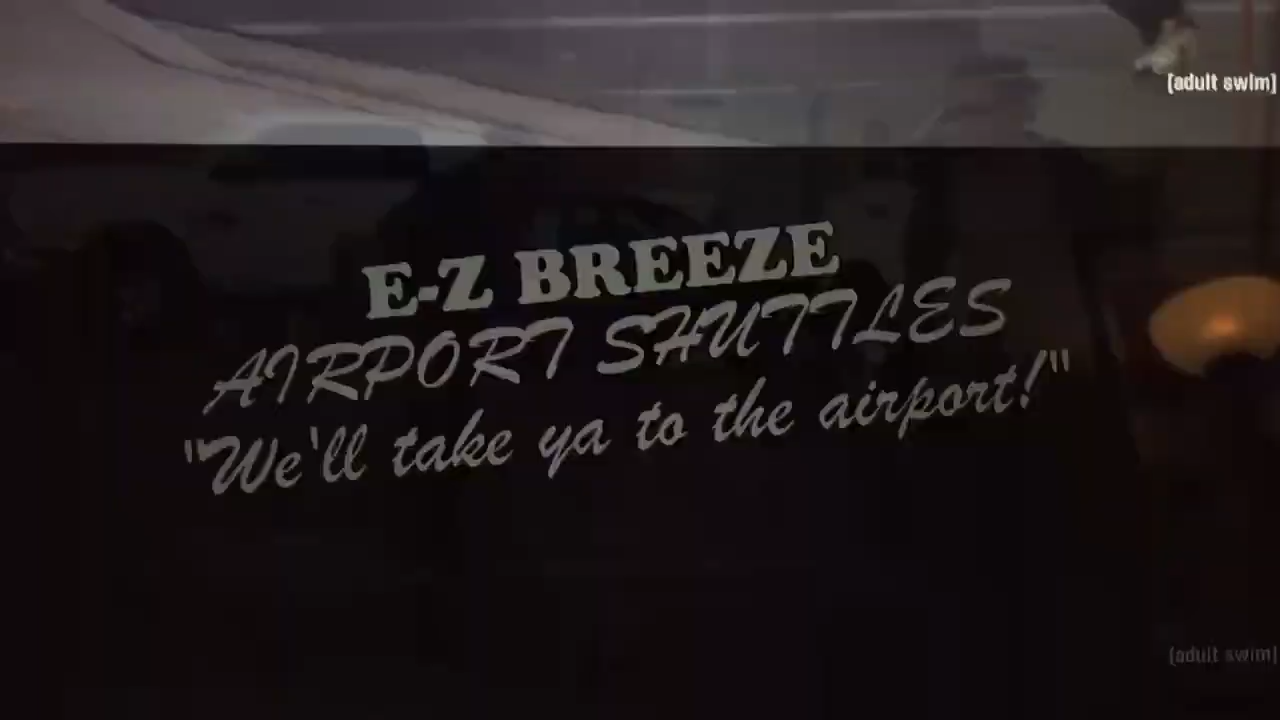 [adult swim]
E-Z BREEZE
AIRPORT SHUTTLES
"We'll take ya to the airport!"
[adult swim]